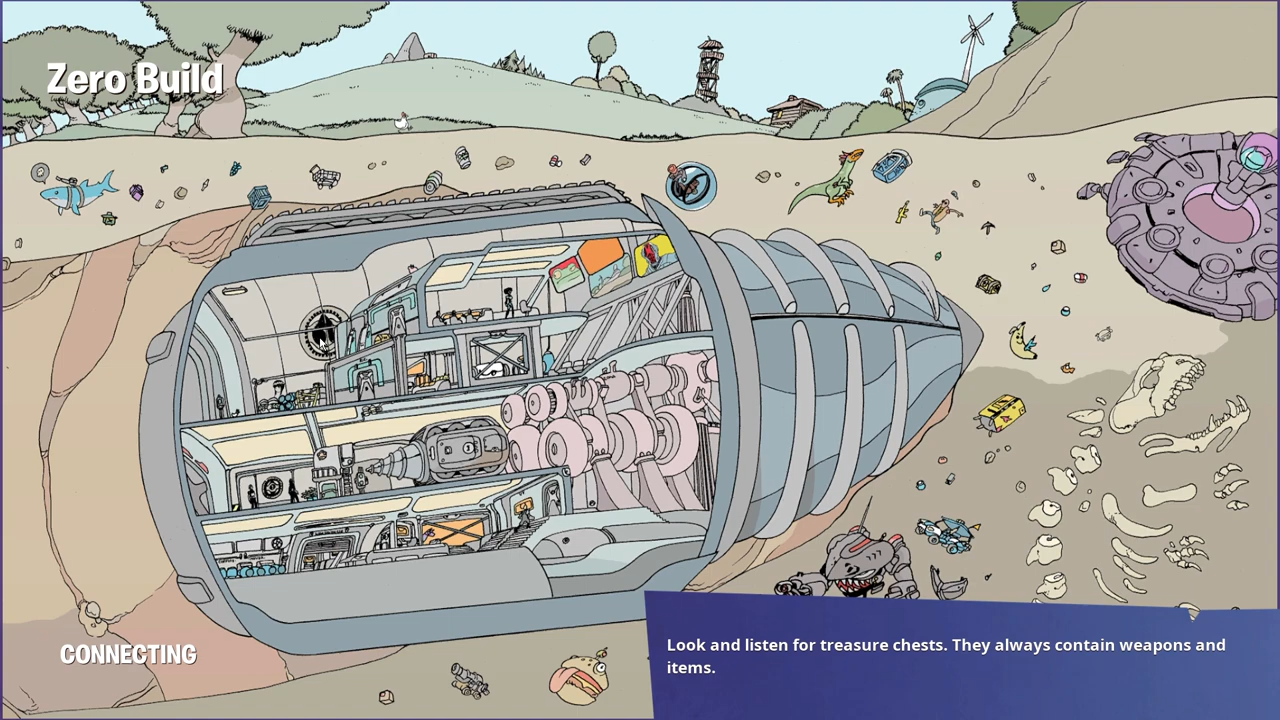 Zero Build
CONNECTING
Look and listen for treasure chests. They always contain weapons and
items.